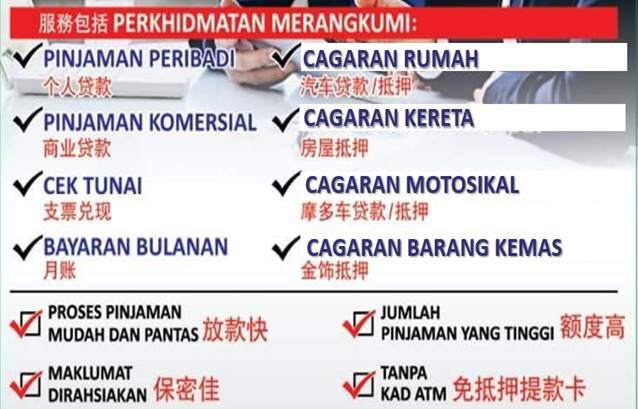 服務包括 PERKHIDMATAN MERANGKUMI:
PINJAMAN PERIBADI
个人贷款
CAGARAN RUMAH
汽车贷款/抵押
PINJAMAN KOMERSIAL
商业贷款
CAGARAN KERETA
房屋抵押
CEK TUNAI
支票兑现
CAGARAN MOTOSIKAL
摩多车贷款/抵押
BAYARAN BULANAN
月账
CAGARAN BARANG KEMAS
金饰抵押
PROSES PINJAMAN
MUDAH DAN PANTAS 放款快
JUMLAH
PINJAMAN YANG TINGGI 额度高
MAKLUMAT
DIRAHSIAKAN 保密佳
TANPA
KAD ATM 免抵押提款卡